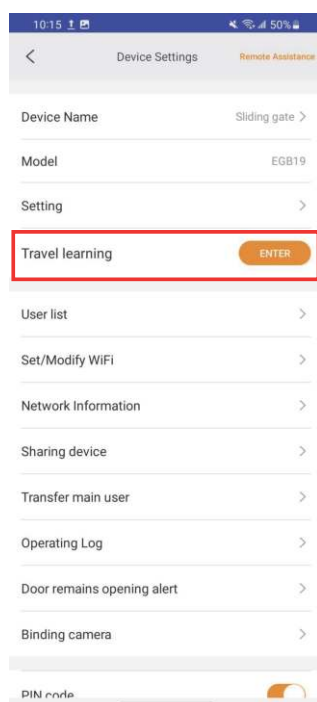 10:15
50%
Device Settings
Remote Assistance
Device Name
Sliding gate
Model
EGB19
Setting
Travel learning
ENTER
User list
Set/Modify WiFi
Network Information
Sharing device
Transfer main user
Operating Log
Door remains opening alert
Binding camera
PIN code